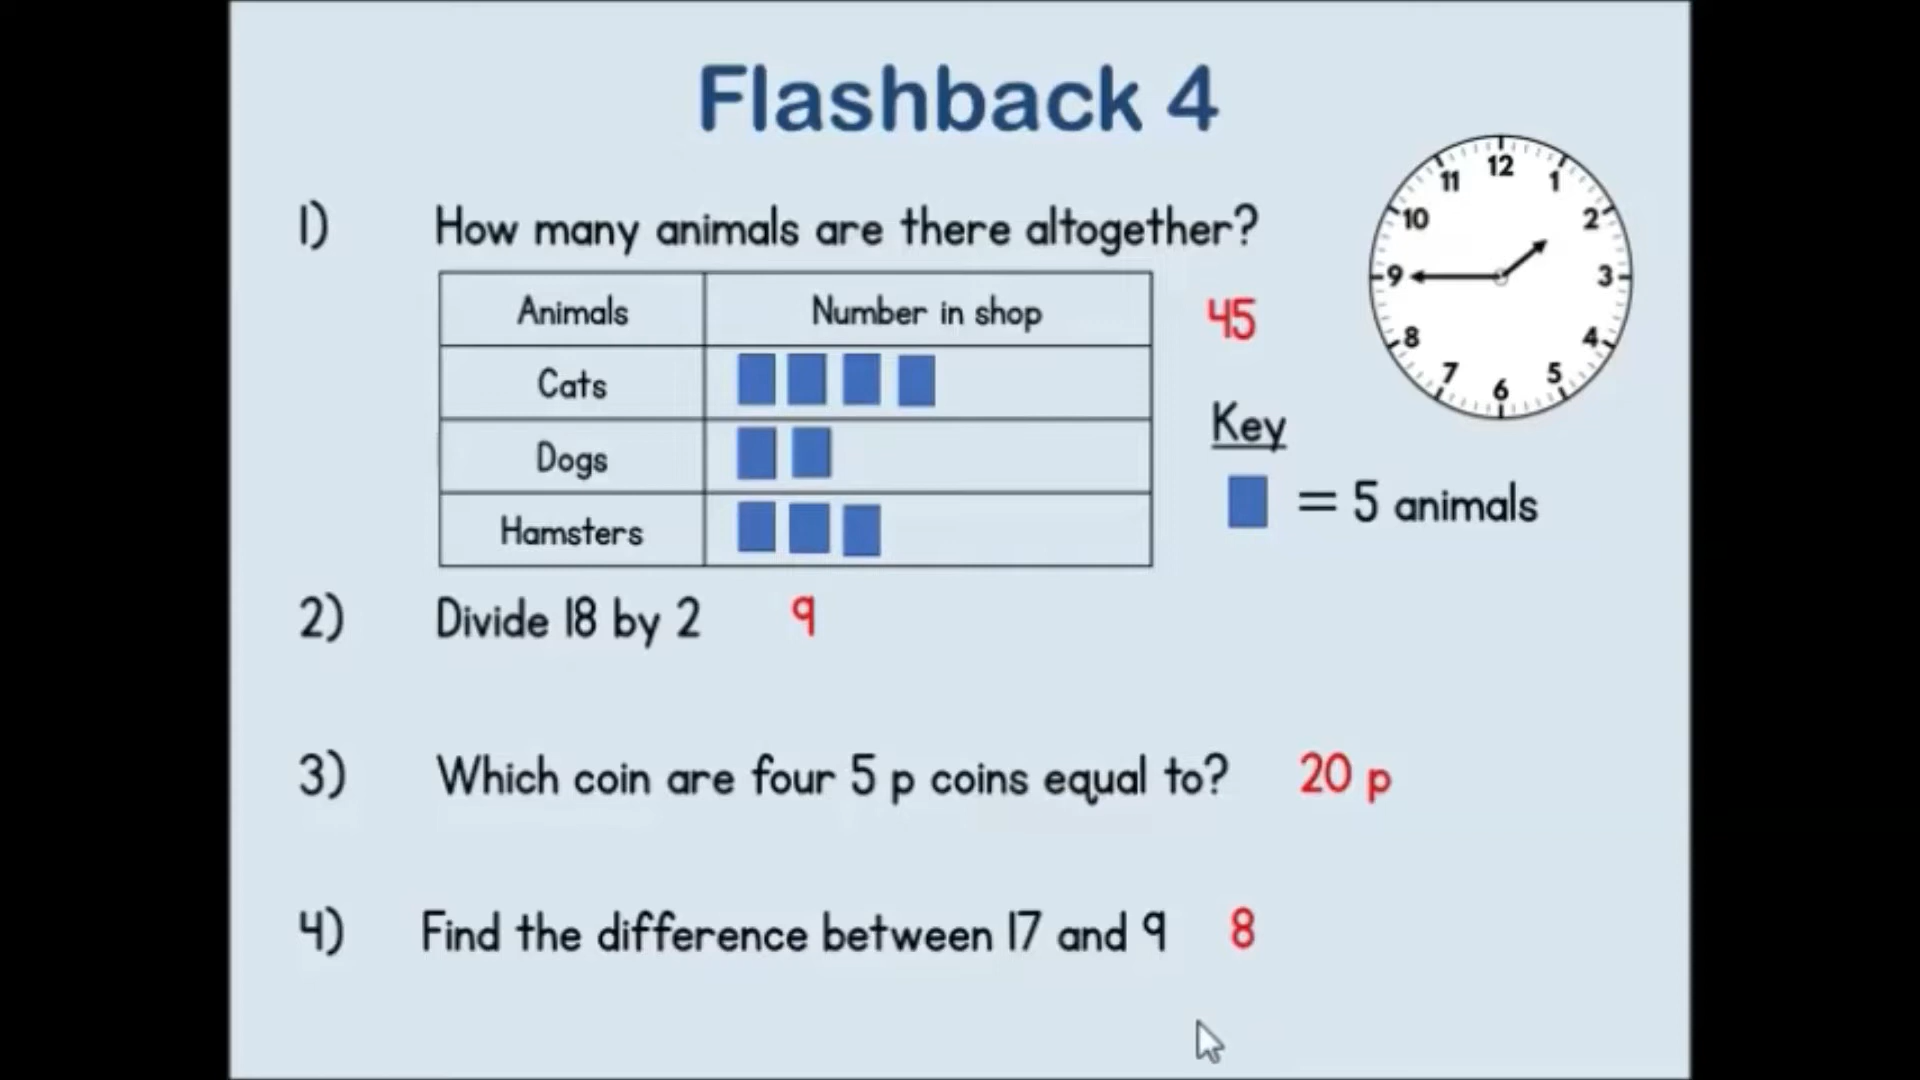 Flashback 4
1) How many animals are there altogether?
Animals Number in shop
45
Cats
Dogs
Hamsters
Key
= 5 animals
12
1
2
3
4
5
6
7
8
9
10
11
2) Divide 18 by 2 9
3) Which coin are four 5 p coins equal to? 20 p
4) Find the difference between 17 and 9 8